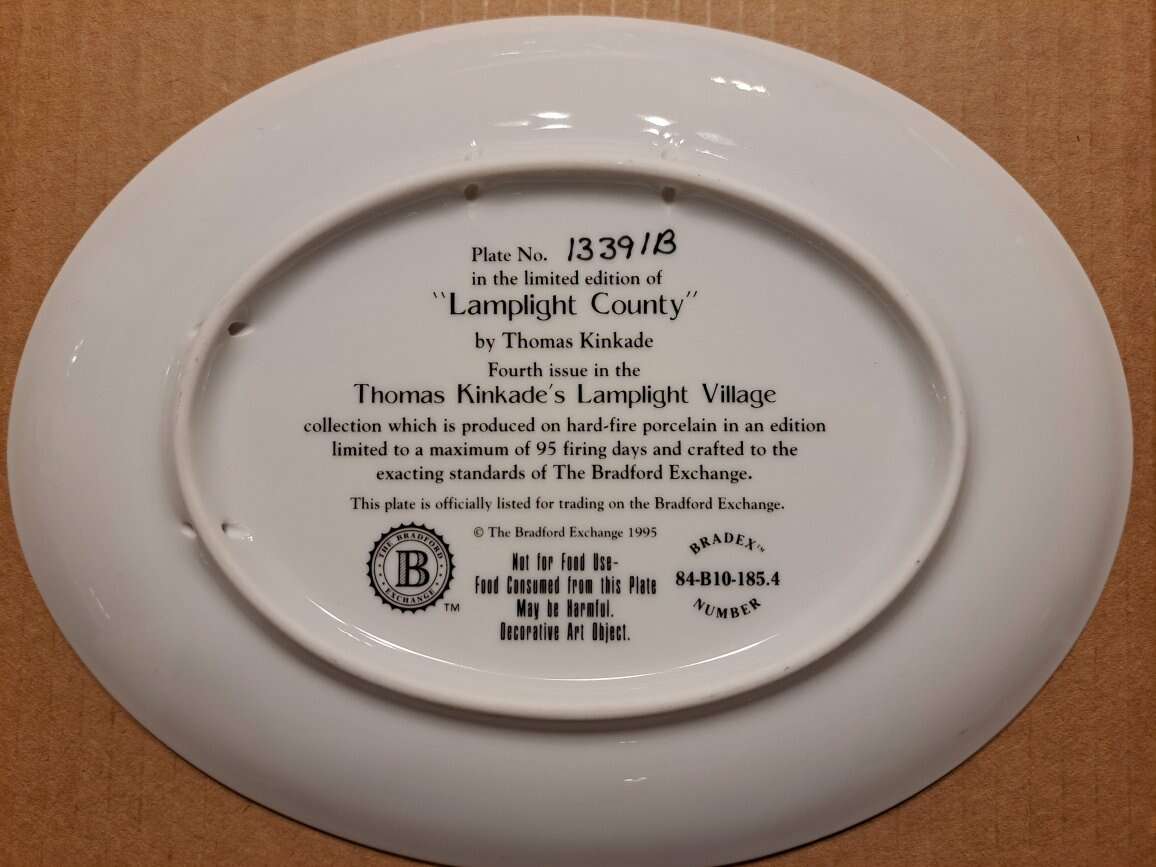 Plate No. 13391B
in the limited edition of
"Lamplight County"
by Thomas Kinkade
Fourth issue in the
Thomas Kinkade's Lamplight Village
collection which is produced on hard-fire porcelain in an edition
limited to a maximum of 95 firing days and crafted to the
exacting standards of The Bradford Exchange.
This plate is officially listed for trading on the Bradford Exchange.
© The Bradford Exchange 1995
THE BRADFORD
B
EXCHANGE
TM
Not for Food Use-
Food Consumed from this Plate
May be Harmful.
Decorative Art Object.
BRADEX™
84-B10-185.4
NUMBER